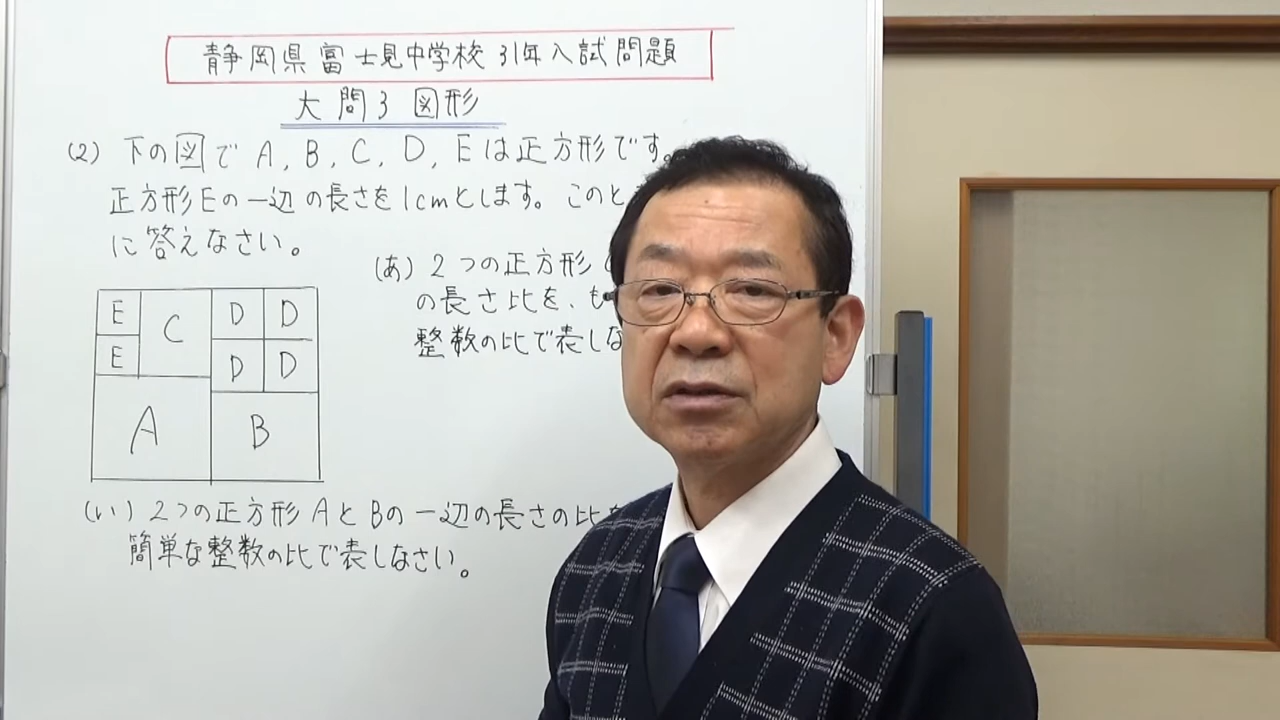 静岡県富士見中学校 31年入試問題
大問3 図形
(2) 下の図で A, B, C, D, E は正方形です。
正方形Eの一辺の長さを1cmとします。このと
に答えなさい。
(あ) 2つの正方形
の長さ比を、も
整数の比で表しな
E C D D
E D D
A B
(い) 2つの正方形AとBの一辺の長さの比を
簡単な整数の比で表しなさい。